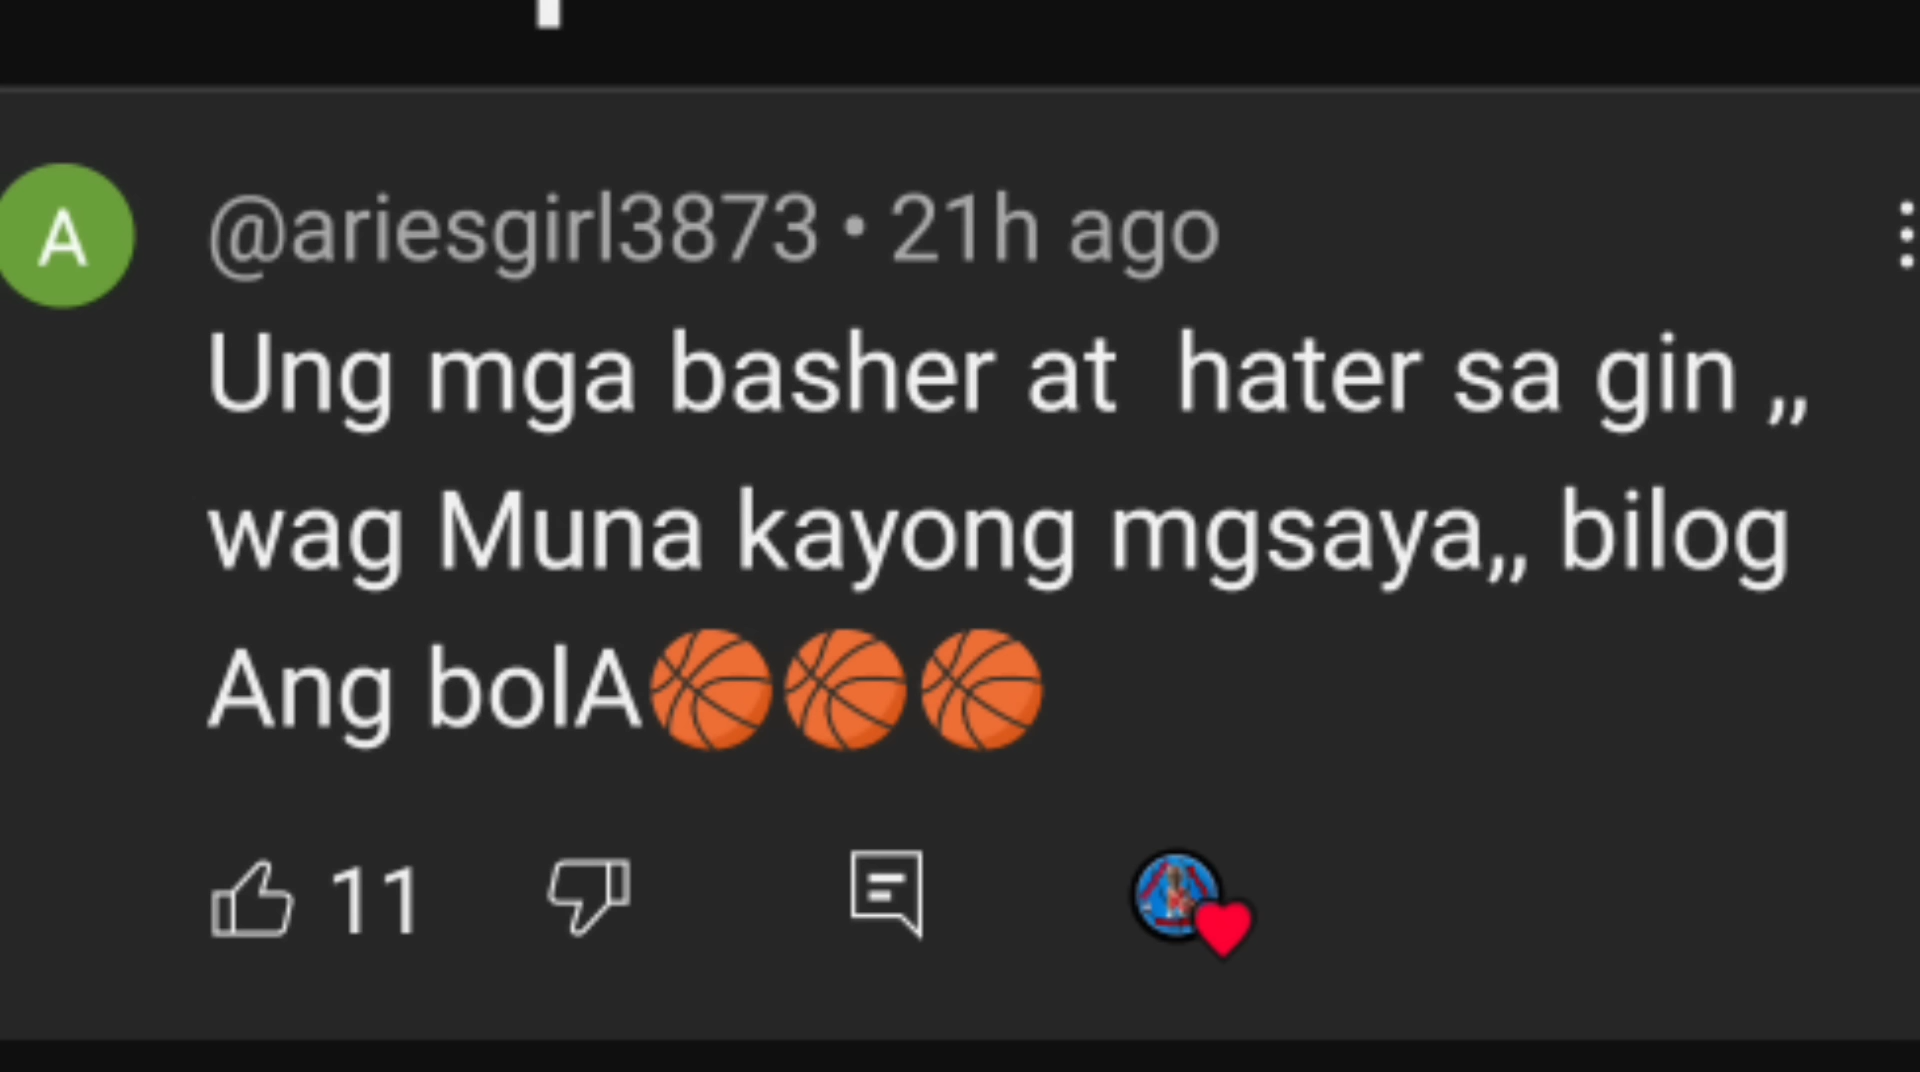 A
@ariesgirl3873 • 21h ago
Ung mga basher at  hater sa gin ,,
wag Muna kayong mgsaya,, bilog
Ang bolA🏀🏀🏀
11